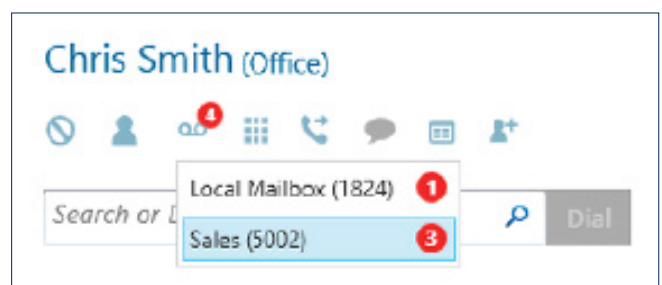 Chris Smith (Office)
4
Local Mailbox (1824) 1
Search or Dial
Sales (5002) 3